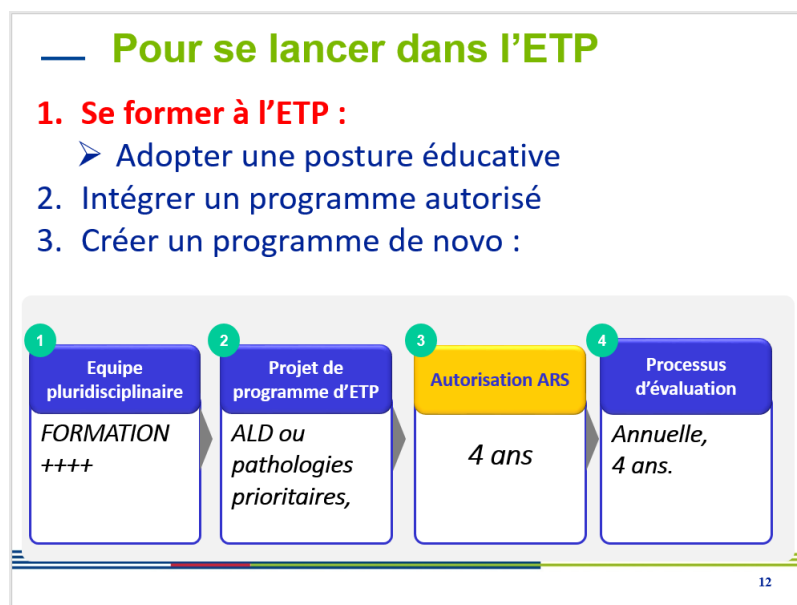 Pour se lancer dans l’ETP
1. Se former à l’ETP :
➢ Adopter une posture éducative
2. Intégrer un programme autorisé
3. Créer un programme de novo :
1
Equipe
pluridisciplinaire
FORMATION
++++
2
Projet de
programme d’ETP
ALD ou
pathologies
prioritaires,
3
Autorisation ARS
4 ans
4
Processus
d’évaluation
Annuelle,
4 ans.
12